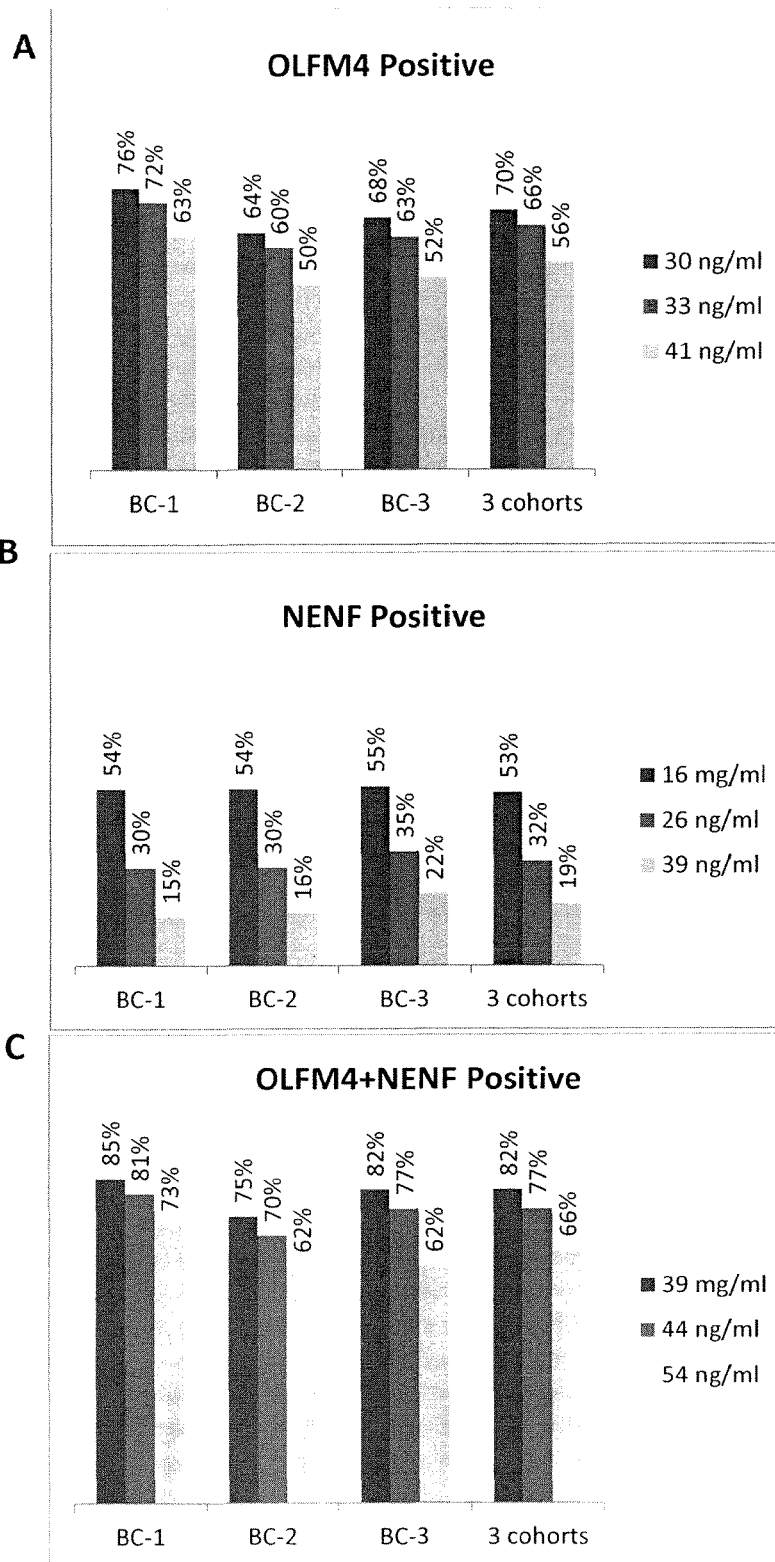 A
OLFM4 Positive
76%
72%
63%
64%
60%
50%
68%
63%
52%
70%
66%
56%
30 ng/ml
33 ng/ml
41 ng/ml
BC-1 BC-2 BC-3 3 cohorts
B
NENF Positive
54%
30%
15%
54%
30%
16%
55%
35%
22%
53%
32%
19%
16 mg/ml
26 ng/ml
39 ng/ml
BC-1 BC-2 BC-3 3 cohorts
C
OLFM4+NENF Positive
85%
81%
73%
75%
70%
62%
82%
77%
62%
82%
77%
66%
39 mg/ml
44 ng/ml
54 ng/ml
BC-1 BC-2 BC-3 3 cohorts